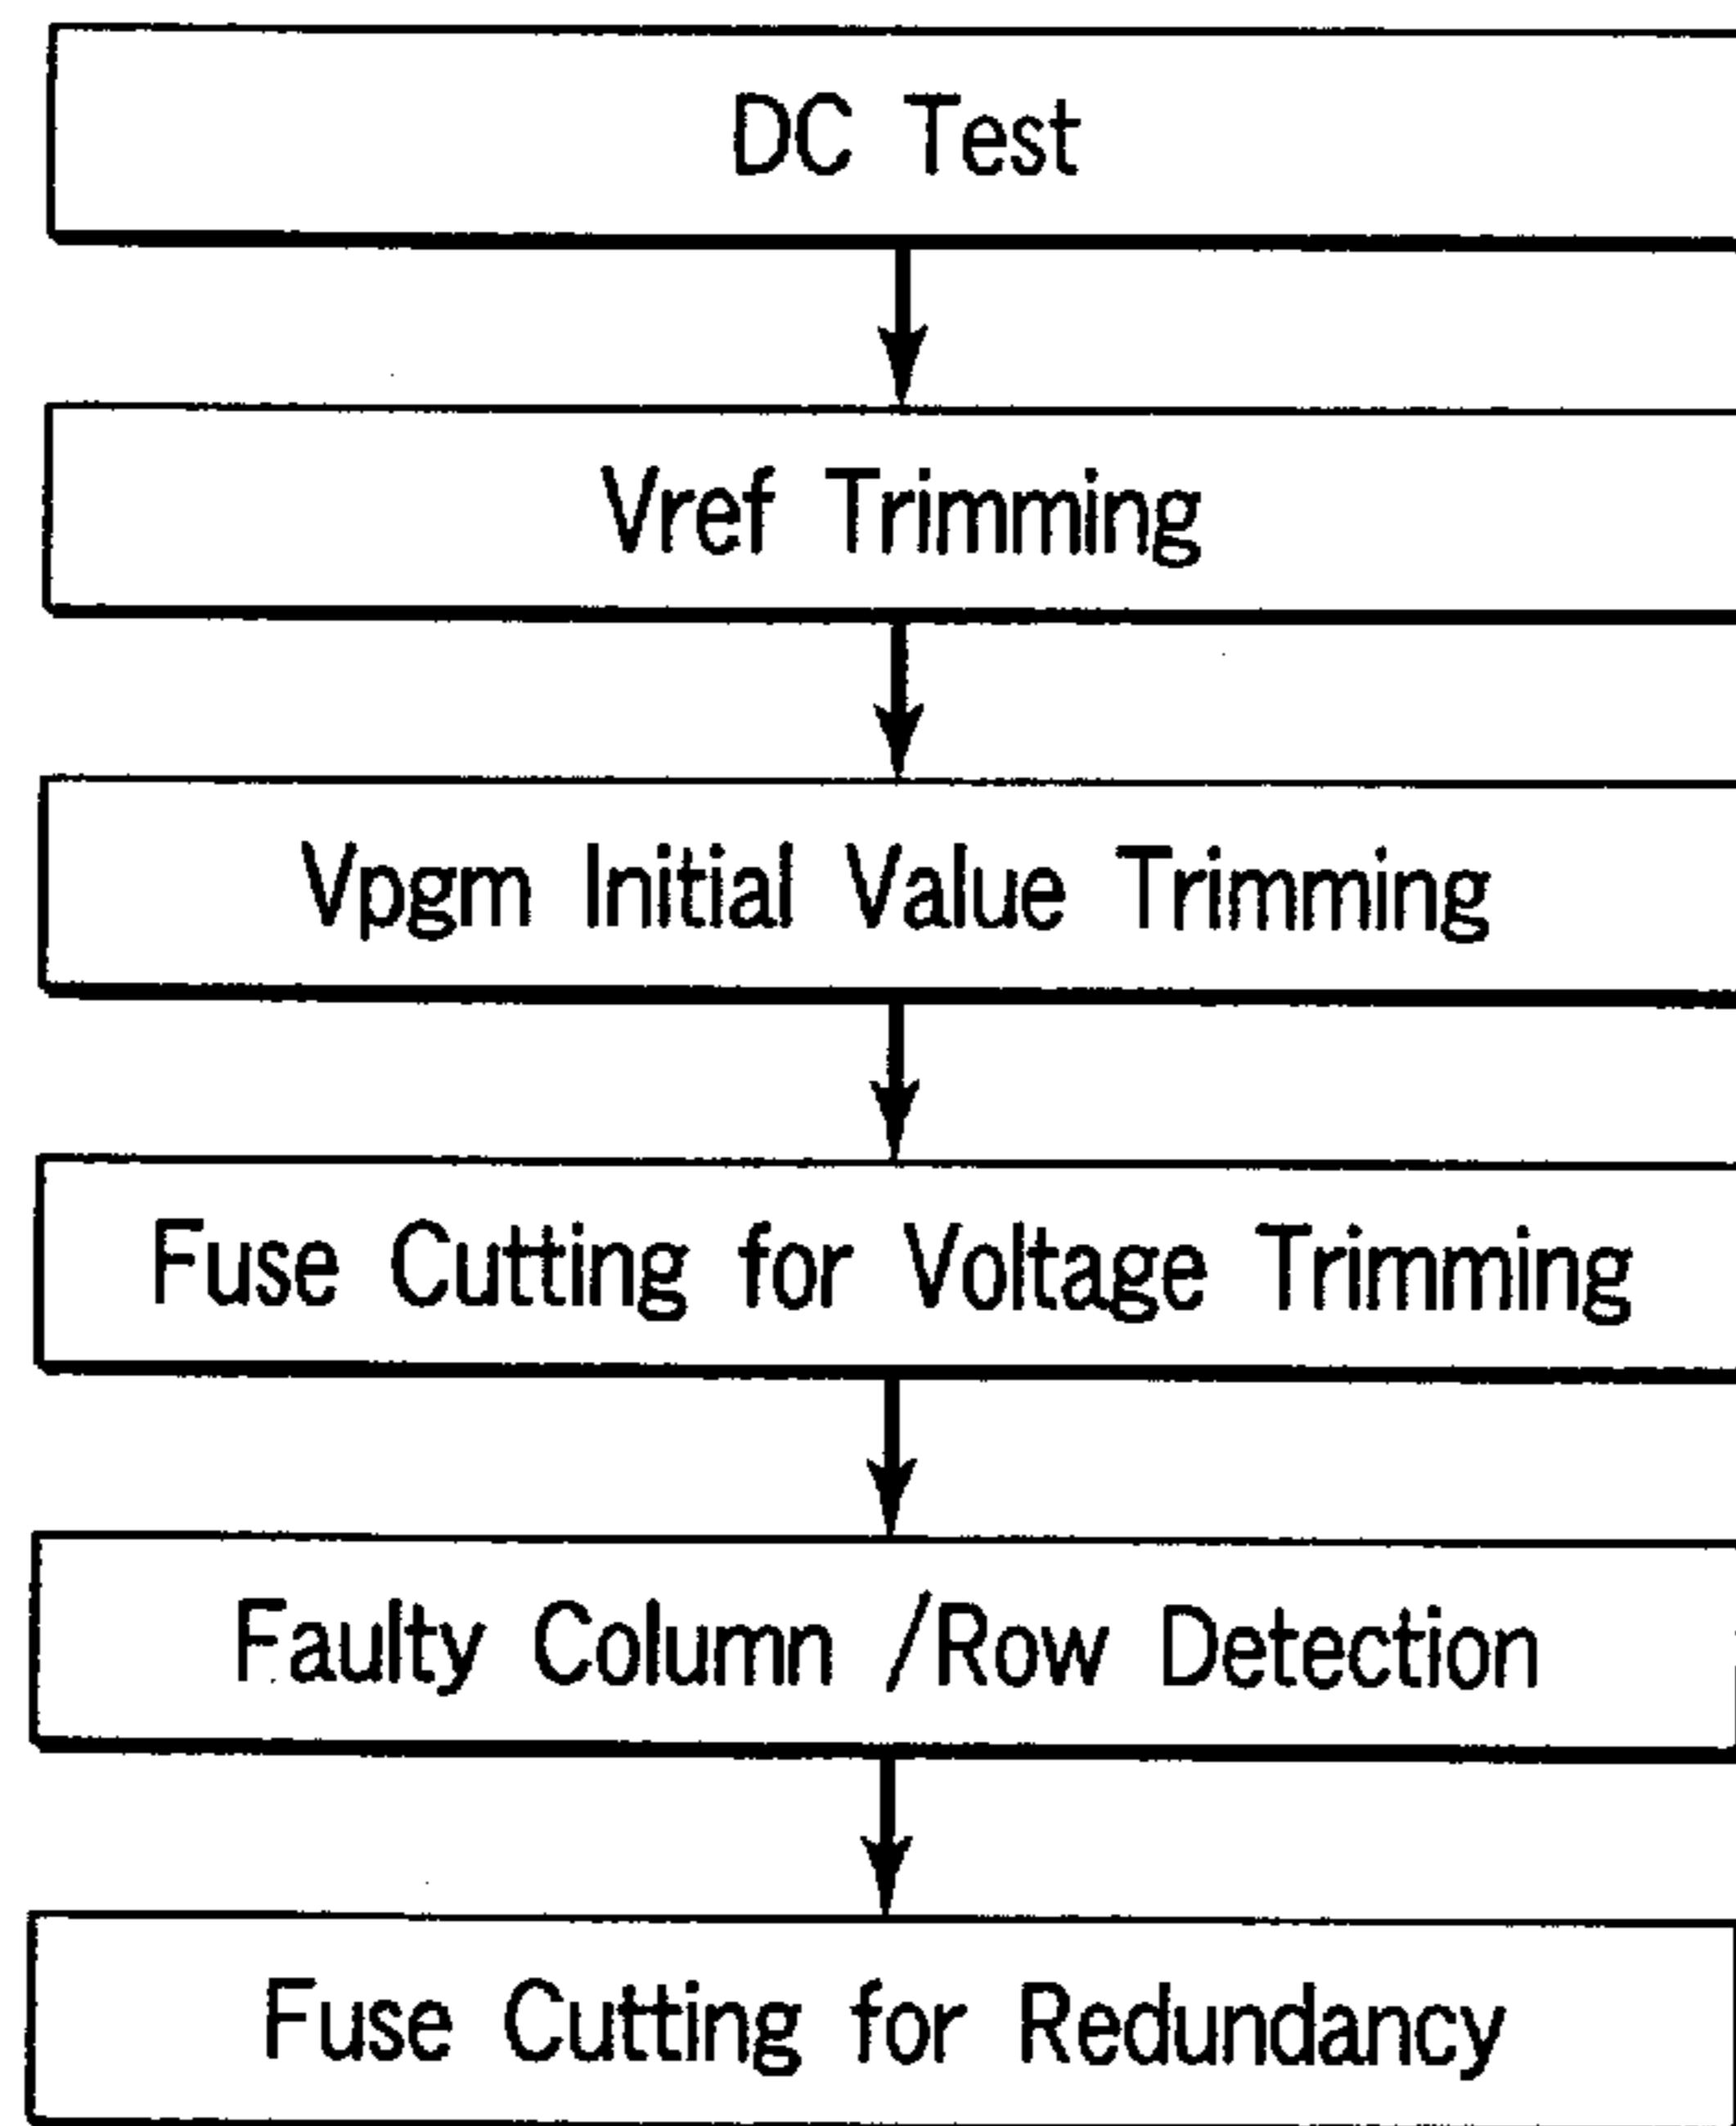 DC Test
Vref Trimming
Vpgm Initial Value Trimming
Fuse Cutting for Voltage Trimming
Faulty Column /Row Detection
Fuse Cutting for Redundancy